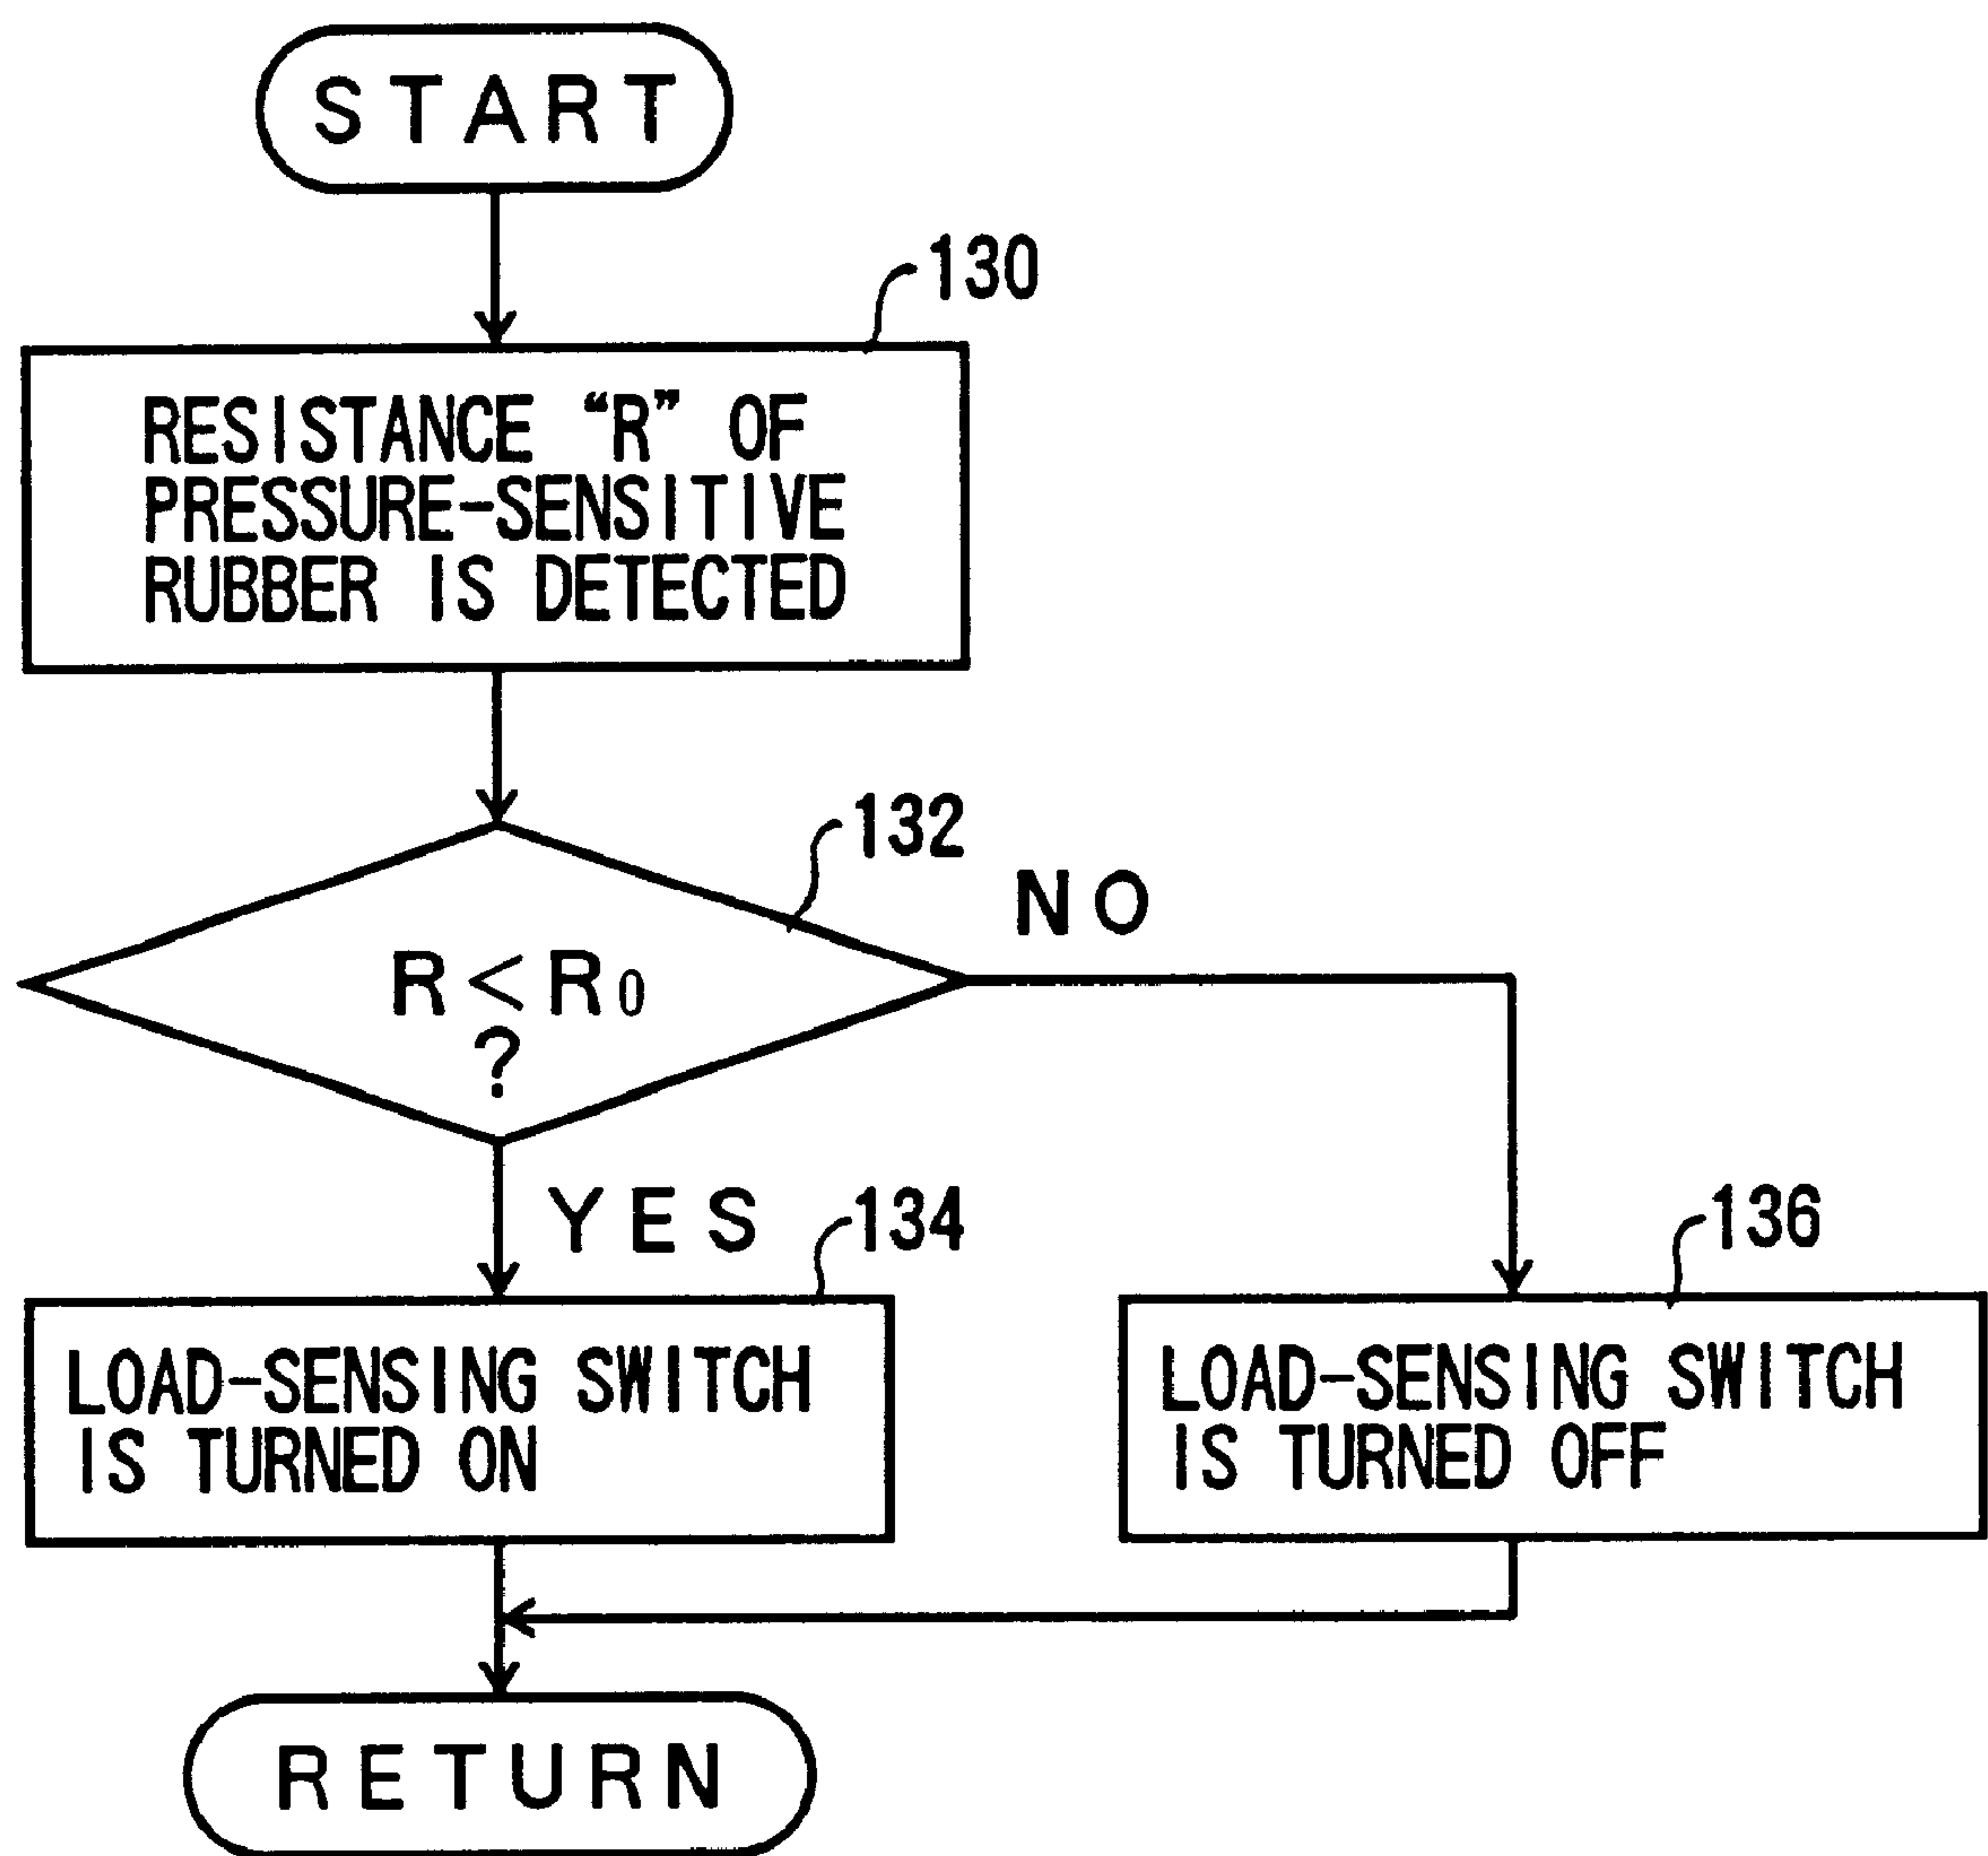 START
130
RESISTANCE “R” OF
PRESSURE-SENSITIVE
RUBBER IS DETECTED
132
NO
R<R₀
?
YES
134
136
LOAD-SENSING SWITCH
IS TURNED ON
LOAD-SENSING SWITCH
IS TURNED OFF
RETURN